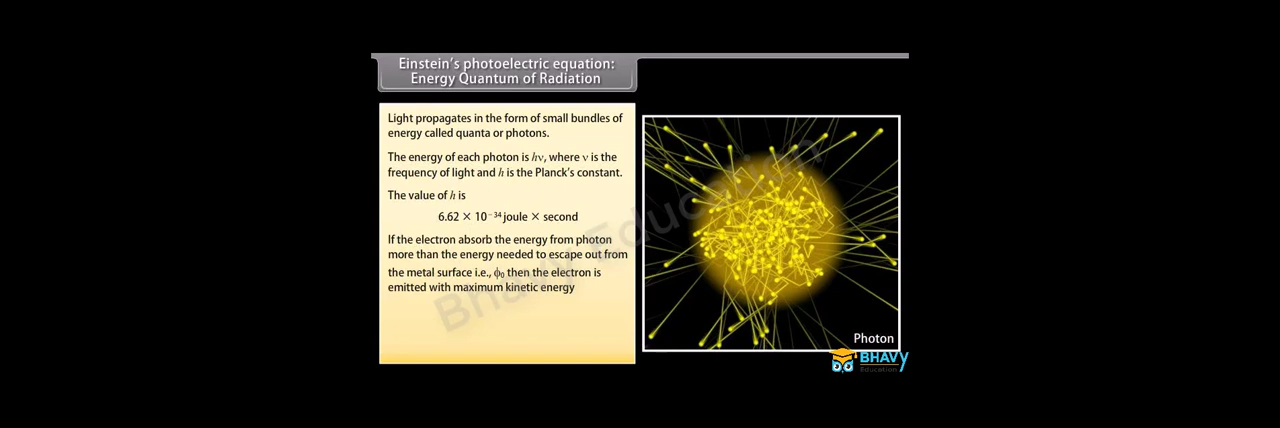 Einstein's photoelectric equation:
Energy Quantum of Radiation
Light propagates in the form of small bundles of
energy called quanta or photons.
The energy of each photon is hν, where ν is the
frequency of light and h is the Planck's constant.
The value of h is
6.62 × 10⁻³⁴ joule × second
If the electron absorb the energy from photon
more than the energy needed to escape out from
the metal surface i.e., ϕ₀ then the electron is
emitted with maximum kinetic energy
Bhavy Education
Photon
BHAVY
Education